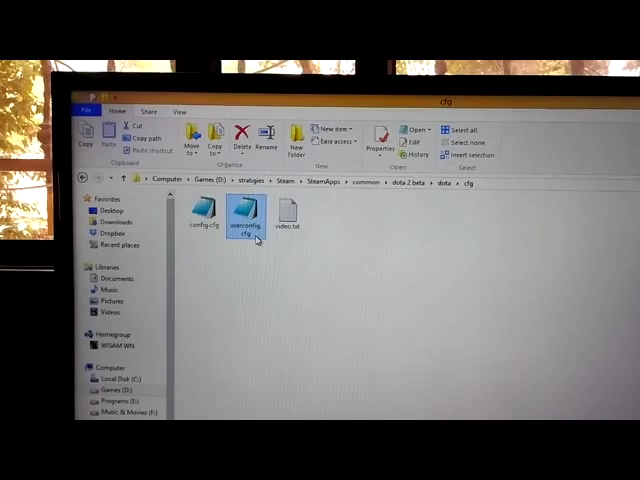 cfg
File Home Share View
Copy Paste
Cut
Copy path
Paste shortcut
Clipboard
Move to
Copy to
Delete
Rename
Organise
New folder
New item
Easy access
New
Properties
Open
Edit
History
Open
Select all
Select none
Invert selection
Select
Computer Games (D:) stratigies Steam SteamApps common dota 2 beta dota cfg
Favorites
Desktop
Downloads
Dropbox
Recent places
Libraries
Documents
Music
Pictures
Videos
Homegroup
WISAM WN
Computer
Local Disk (C:)
Games (D:)
Programs (E:)
Music & Movies (F:)
config.cfg
userconfig.
cfg
video.txt